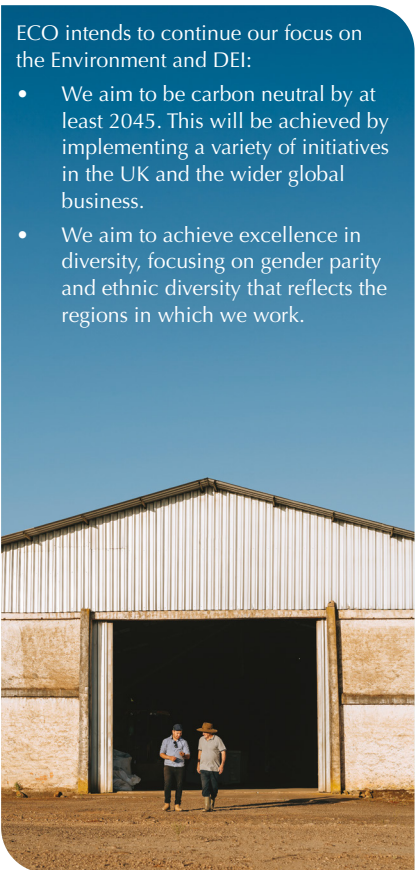 ECO intends to continue our focus on
the Environment and DEI:
• We aim to be carbon neutral by at
least 2045. This will be achieved by
implementing a variety of initiatives
in the UK and the wider global
business.
• We aim to achieve excellence in
diversity, focusing on gender parity
and ethnic diversity that reflects the
regions in which we work.